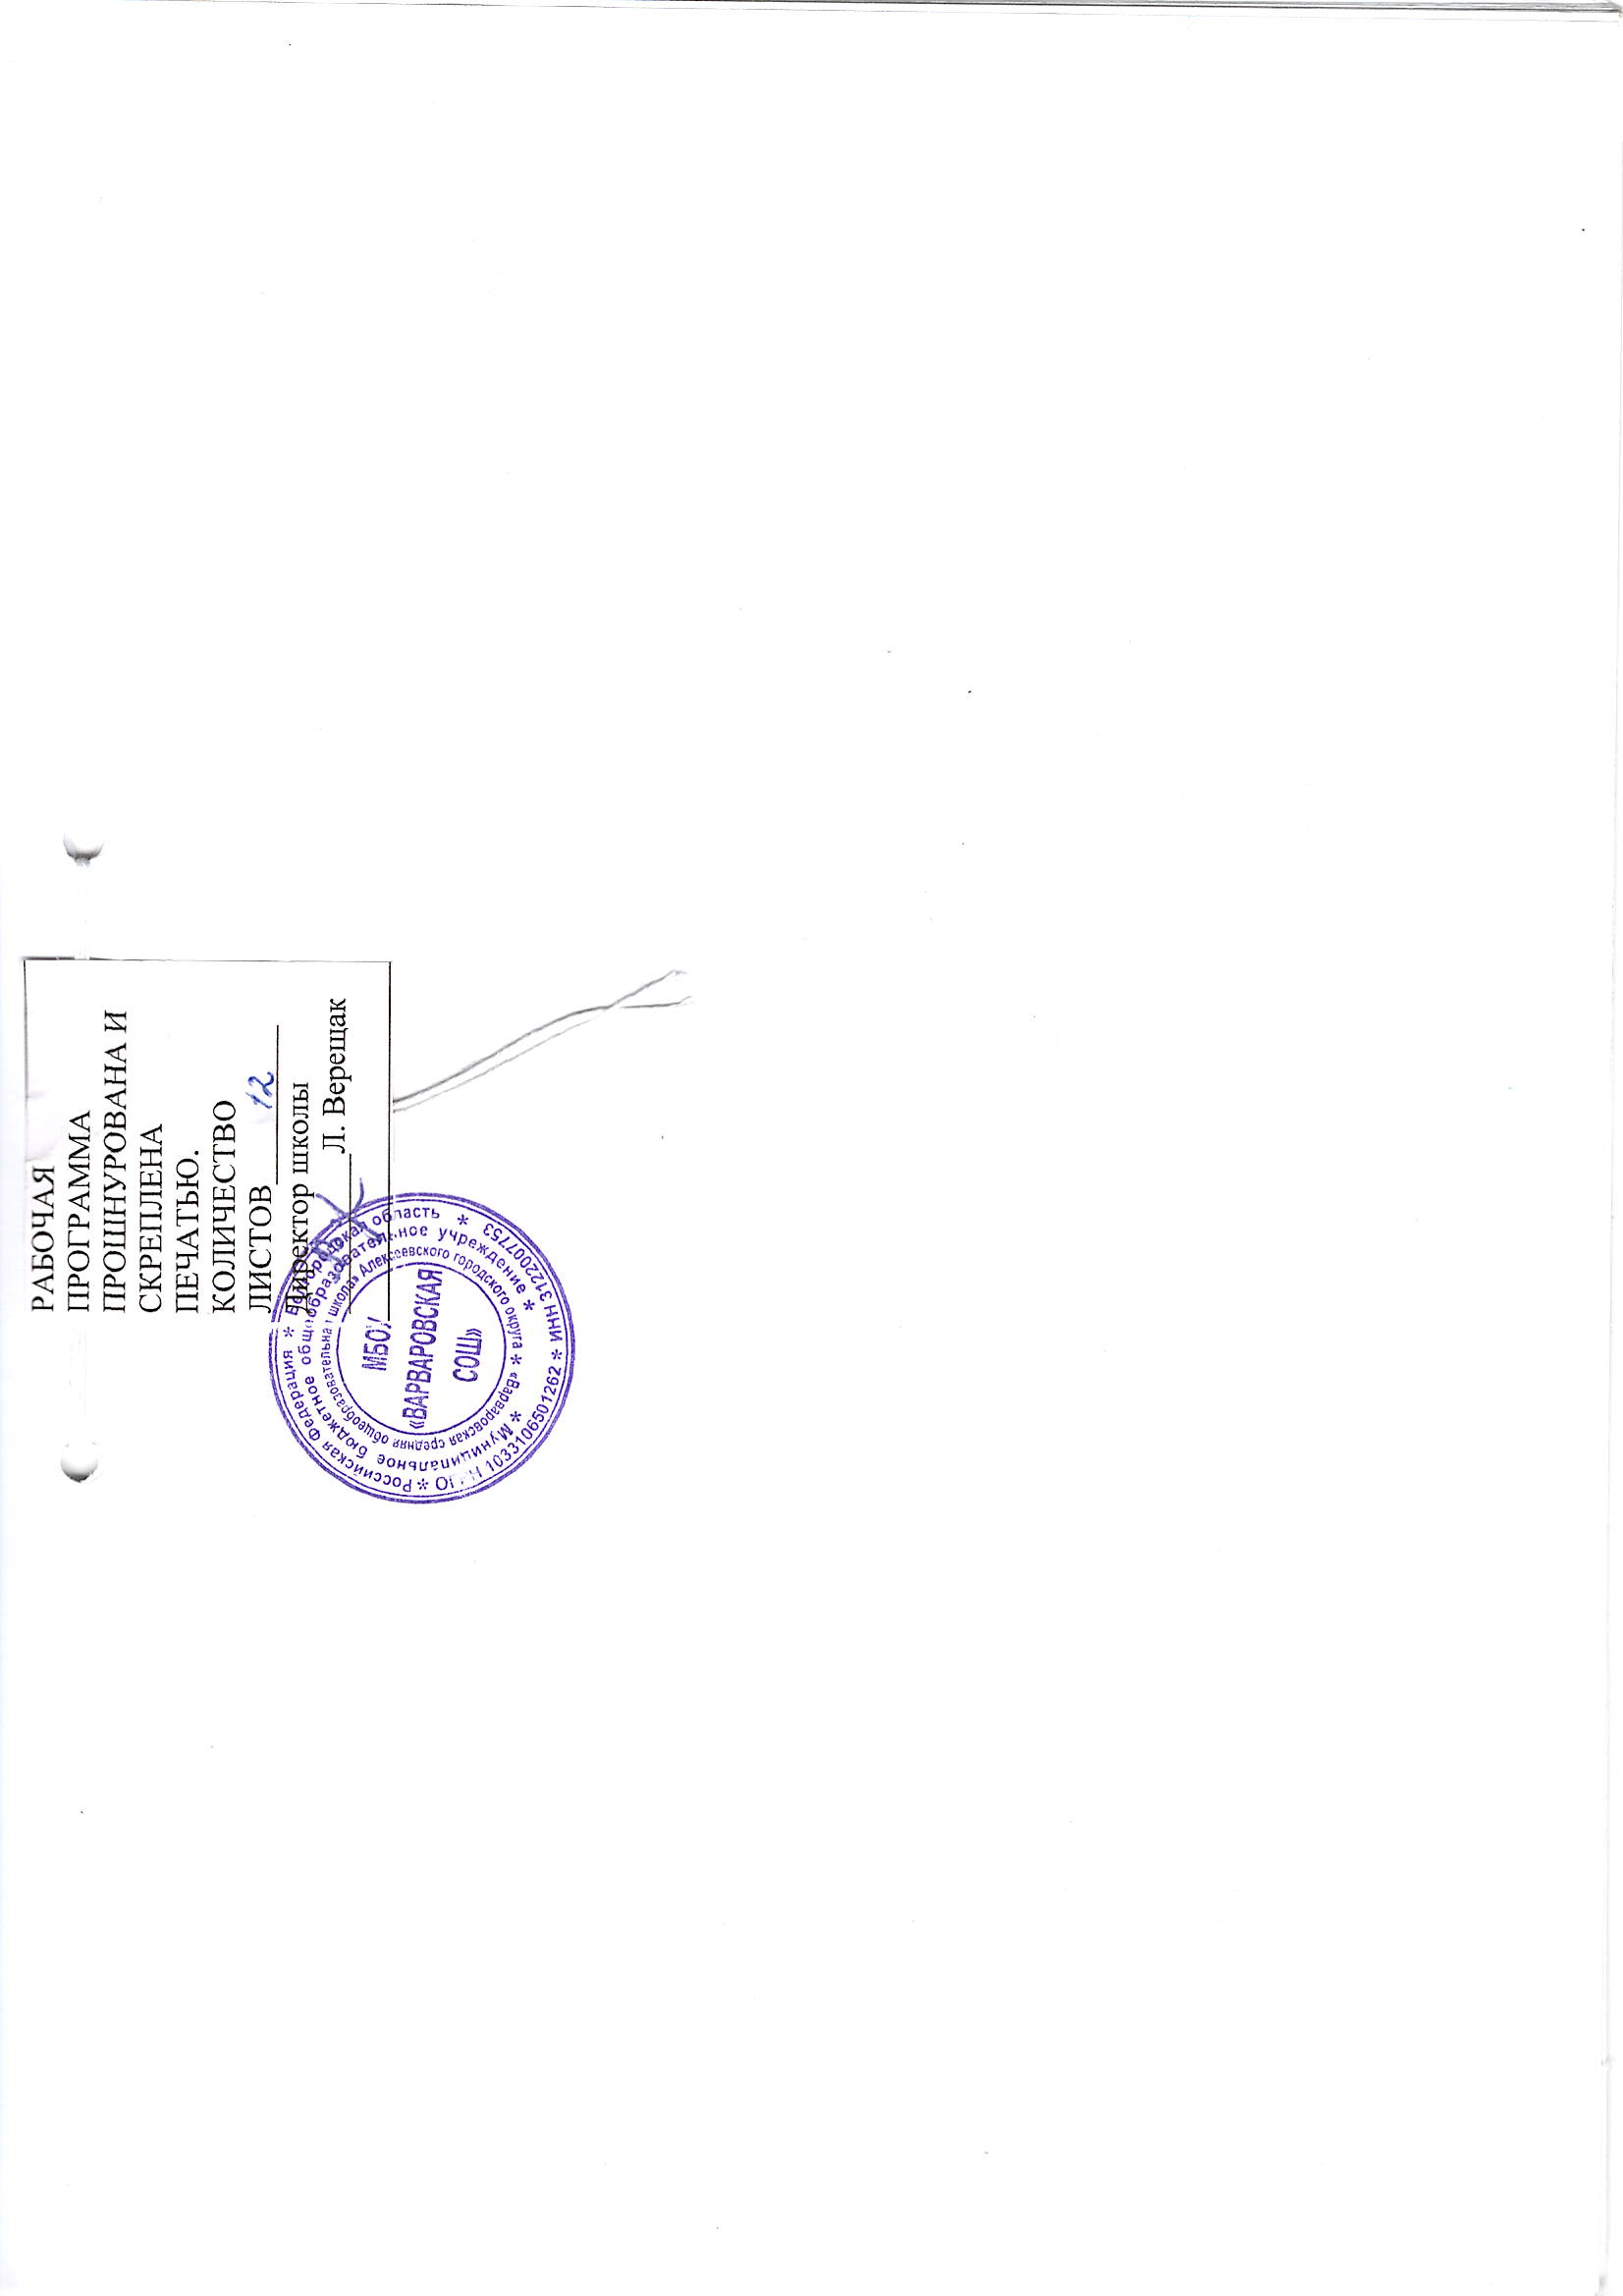 РАБОЧАЯ
ПРОГРАММА
ПРОШНУРОВАНА И
СКРЕПЛЕНА
ПЕЧАТЬЮ.
КОЛИЧЕСТВО
ЛИСТОВ 12
Директор школы
Л. Верещак
* Российская Федерация * Белгородская область * ИНН 3122007753 * ОГРН 1033106501262
* Муниципальное бюджетное общеобразовательное учреждение *
* «Варваровская средняя общеобразовательная школа» Алексеевского городского округа
МБОУ
«ВАРВАРОВСКАЯ
СОШ»